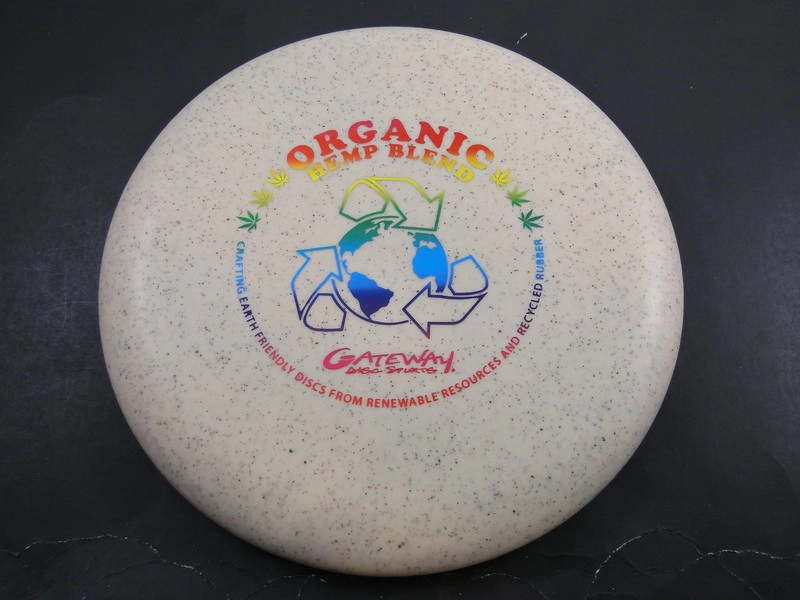 ORGANIC
HEMP BLEND
GATEWAY
DISC SPORTS
CRAFTING EARTH FRIENDLY DISCS FROM RENEWABLE RESOURCES AND RECYCLED RUBBER